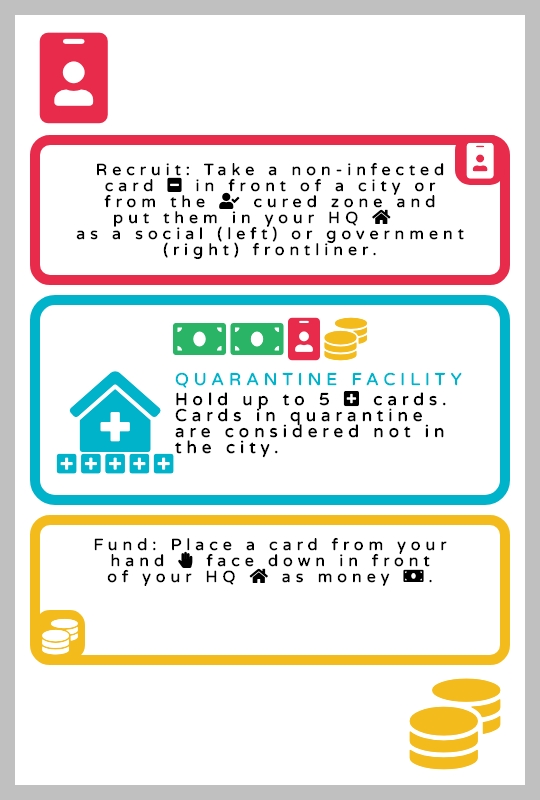 Recruit: Take a non-infected
card in front of a city or
from the cured zone and
put them in your HQ
as a social (left) or government
(right) frontliner.
QUARANTINE FACILITY
Hold up to 5 cards.
Cards in quarantine
are considered not in
the city.
Fund: Place a card from your
hand face down in front
of your HQ as money .